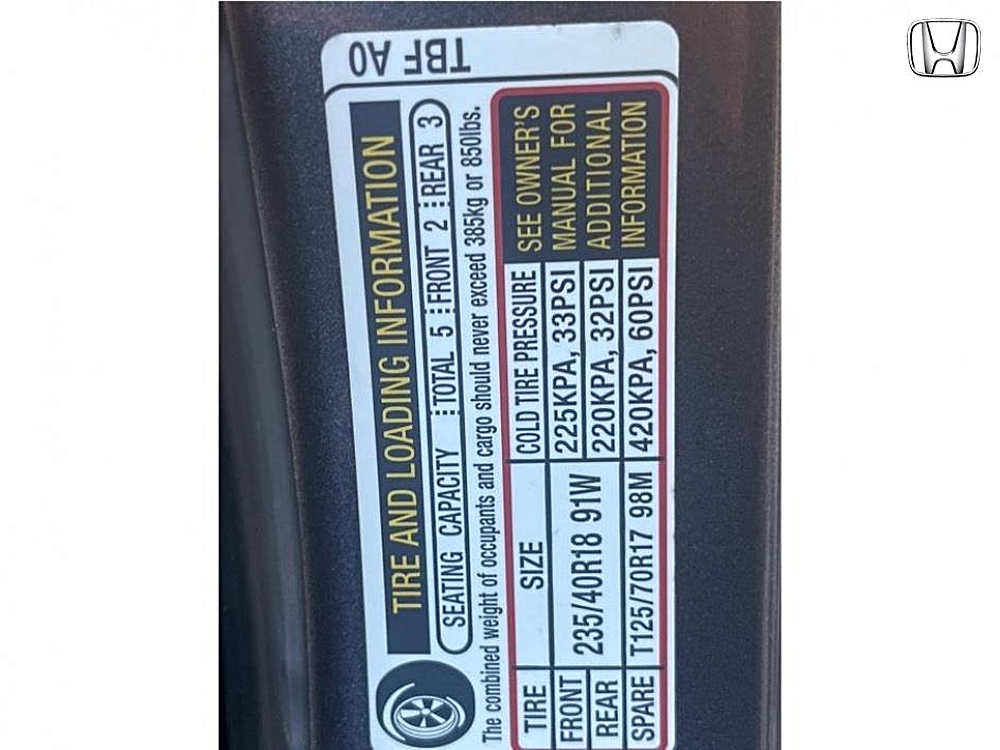 TBF A0
TIRE AND LOADING INFORMATION
SEATING CAPACITY TOTAL 5 FRONT 2 REAR 3
The combined weight of occupants and cargo should never exceed 385kg or 850lbs.
TIRE SIZE COLD TIRE PRESSURE
FRONT 235/40R18 91W 225KPA, 33PSI
REAR 220KPA, 32PSI
SPARE T125/70R17 98M 420KPA, 60PSI
SEE OWNER'S
MANUAL FOR
ADDITIONAL
INFORMATION